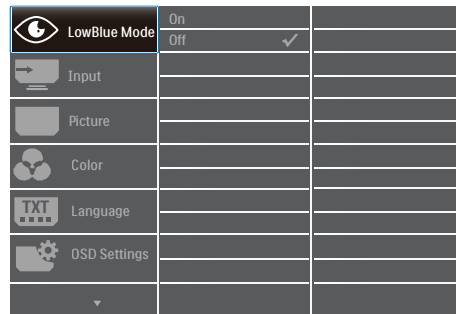 LowBlue Mode
On
Off
Input
Picture
Color
TXT
Language
OSD Settings